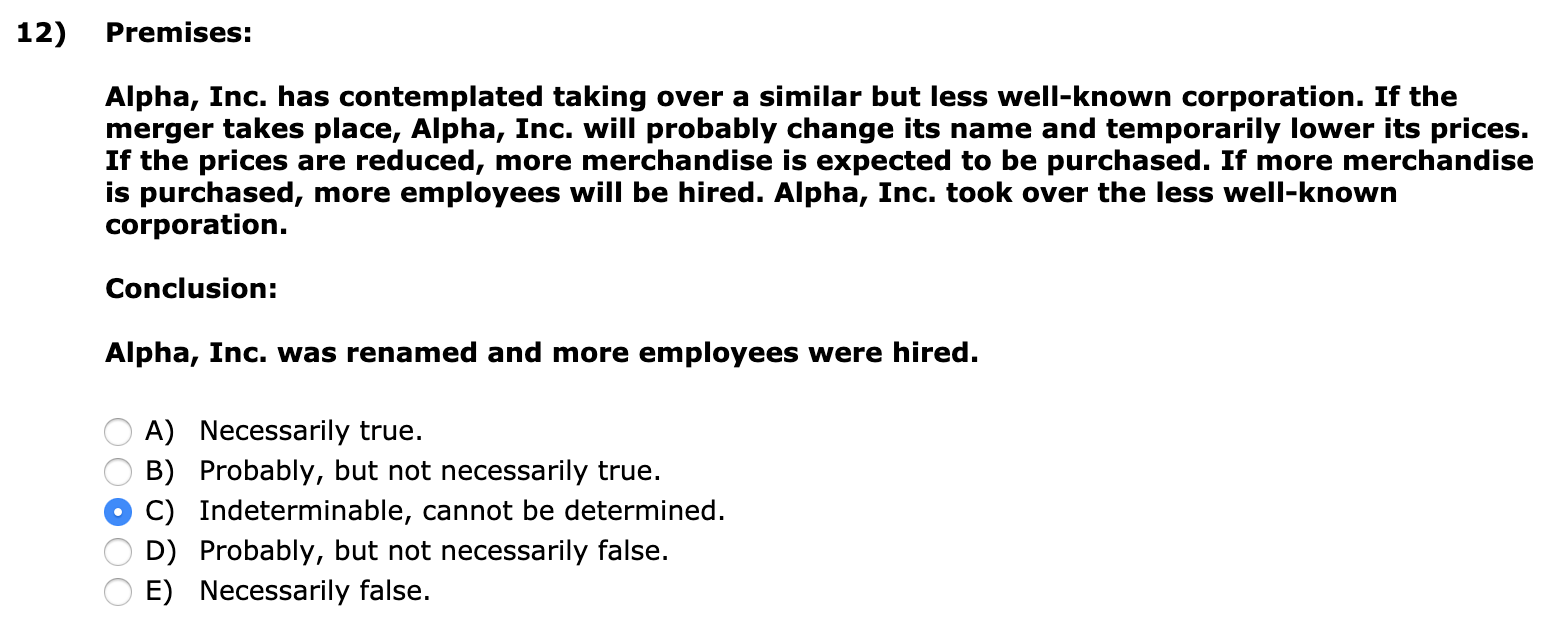 12) Premises:
Alpha, Inc. has contemplated taking over a similar but less well-known corporation. If the
merger takes place, Alpha, Inc. will probably change its name and temporarily lower its prices.
If the prices are reduced, more merchandise is expected to be purchased. If more merchandise
is purchased, more employees will be hired. Alpha, Inc. took over the less well-known
corporation.
Conclusion:
Alpha, Inc. was renamed and more employees were hired.
A) Necessarily true.
B) Probably, but not necessarily true.
C) Indeterminable, cannot be determined.
D) Probably, but not necessarily false.
E) Necessarily false.